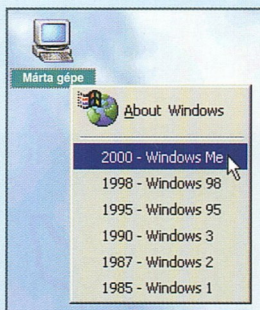 Márta gépe
About Windows
2000 - Windows Me
1998 - Windows 98
1995 - Windows 95
1990 - Windows 3
1987 - Windows 2
1985 - Windows 1